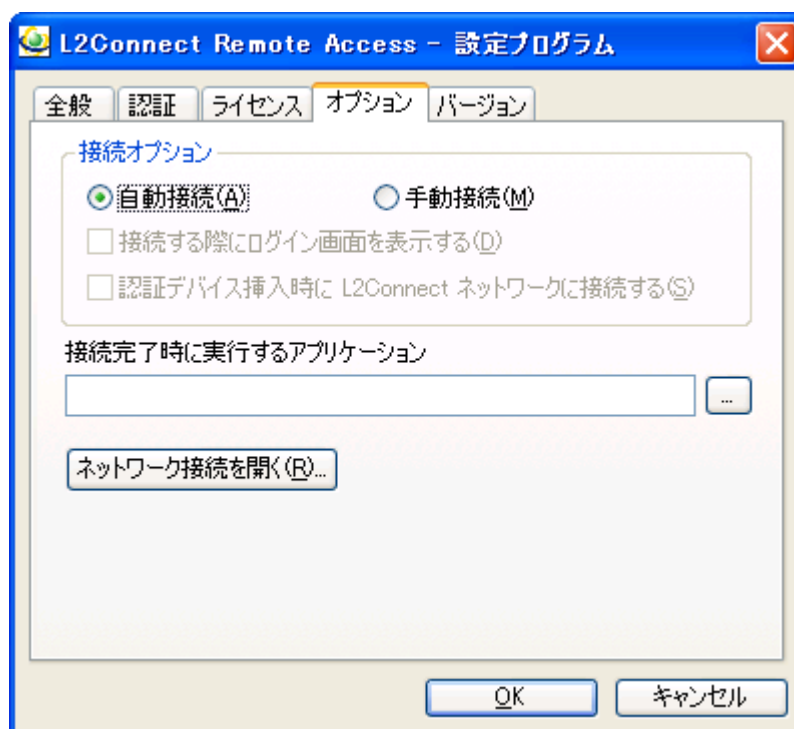 L2Connect Remote Access - 設定プログラム
全般 認証 ライセンス オプション バージョン
接続オプション
自動接続(A) 手動接続(M)
接続する際にログイン画面を表示する(D)
認証デバイス挿入時に L2Connect ネットワークに接続する(S)
接続完了時に実行するアプリケーション
...
ネットワーク接続を開く(R)...
OK キャンセル